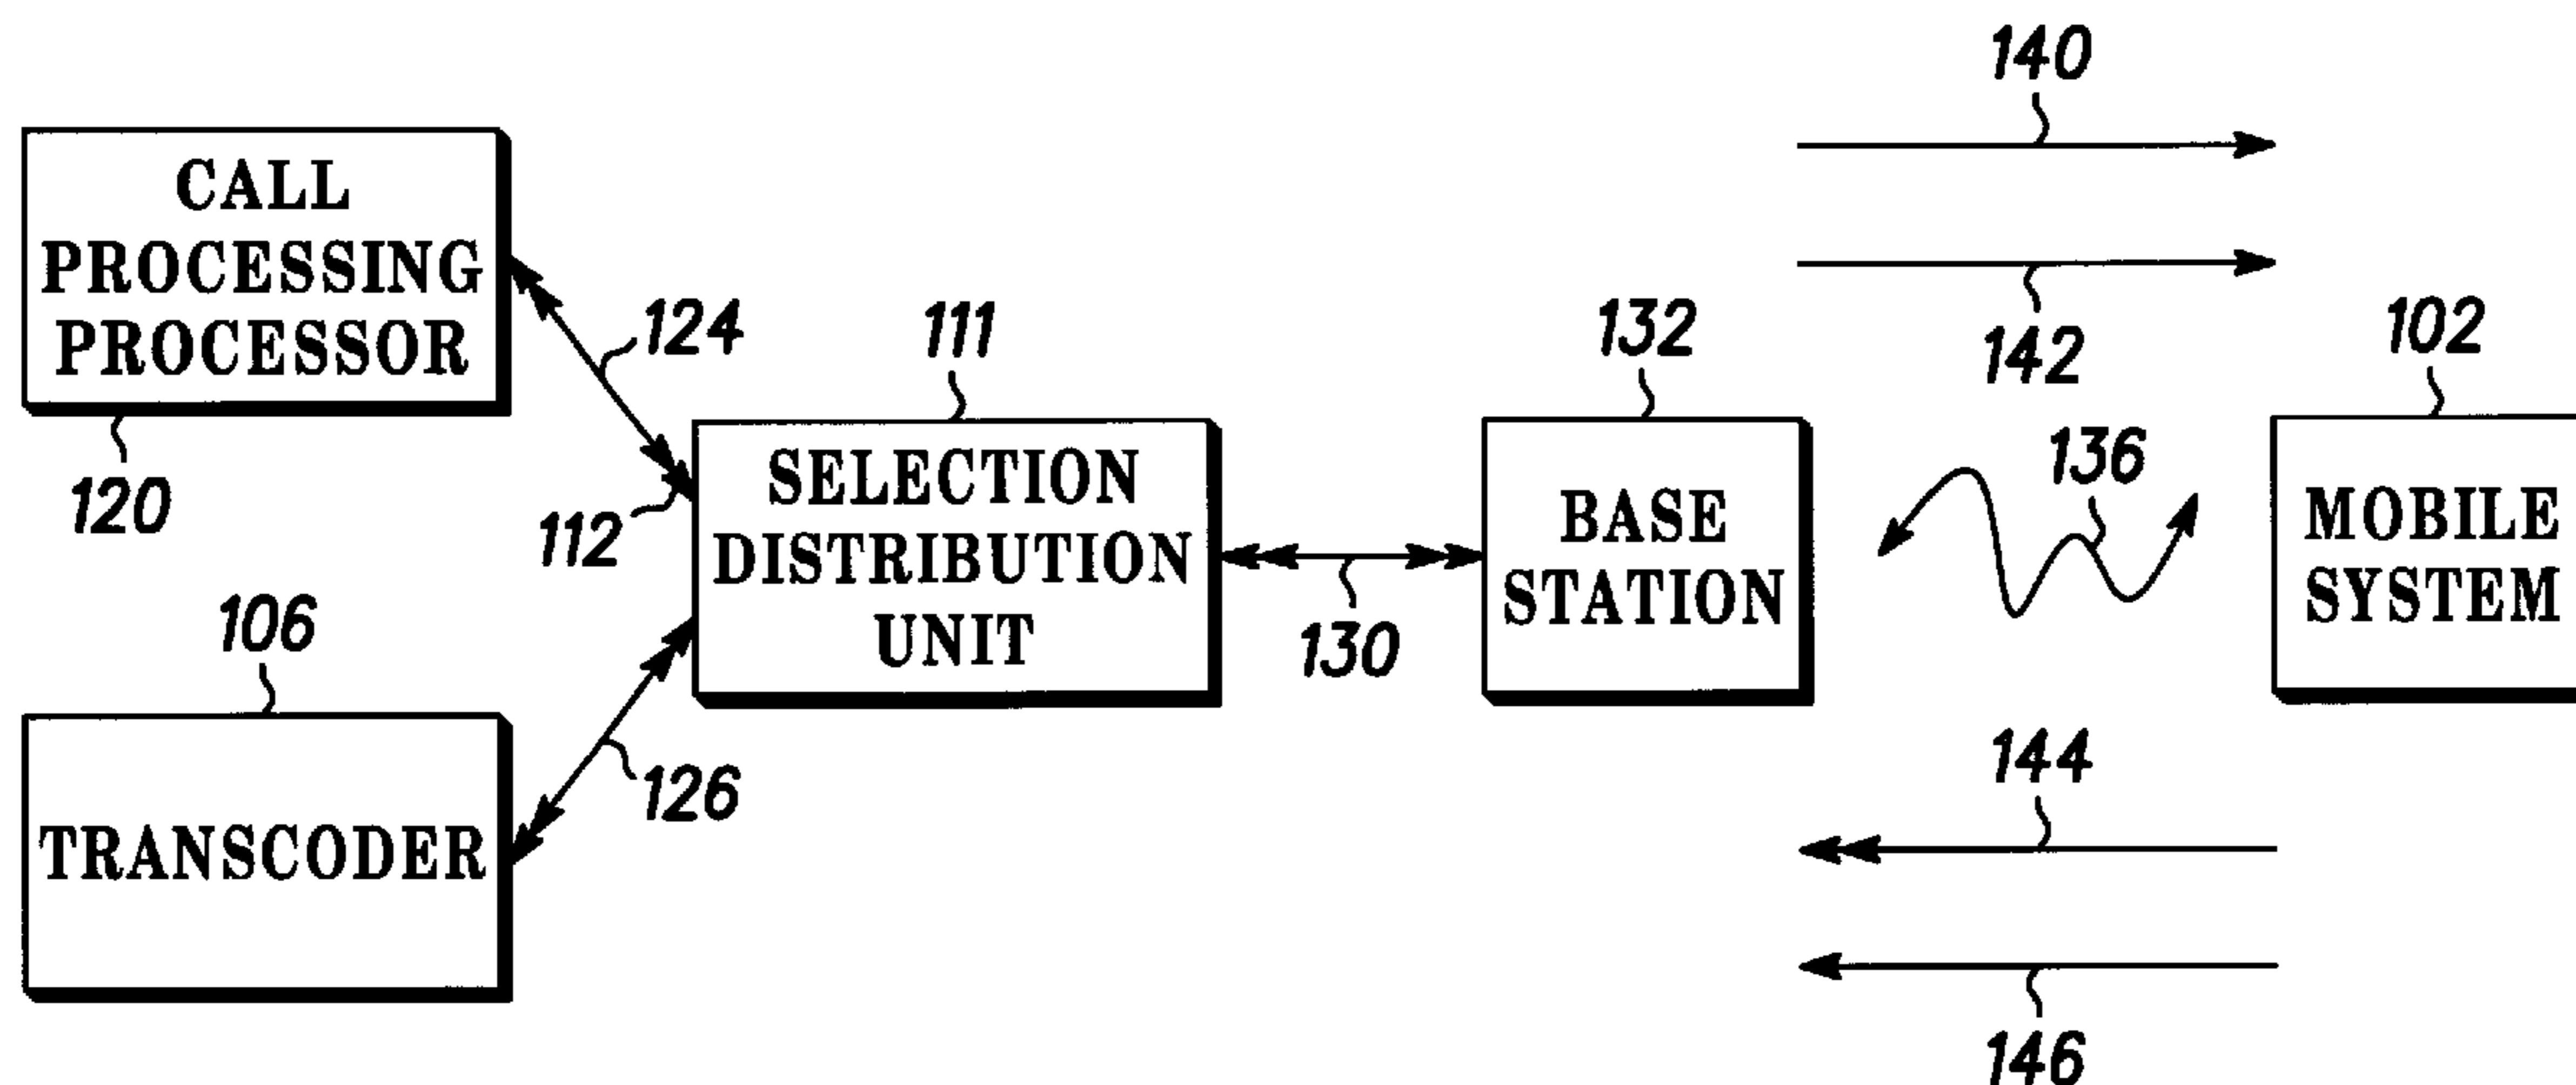 140
CALL
PROCESSING
PROCESSOR
120
124
112
142
111
SELECTION
DISTRIBUTION
UNIT
132
BASE
STATION
130
136
102
MOBILE
SYSTEM
106
TRANSCODER
126
144
146